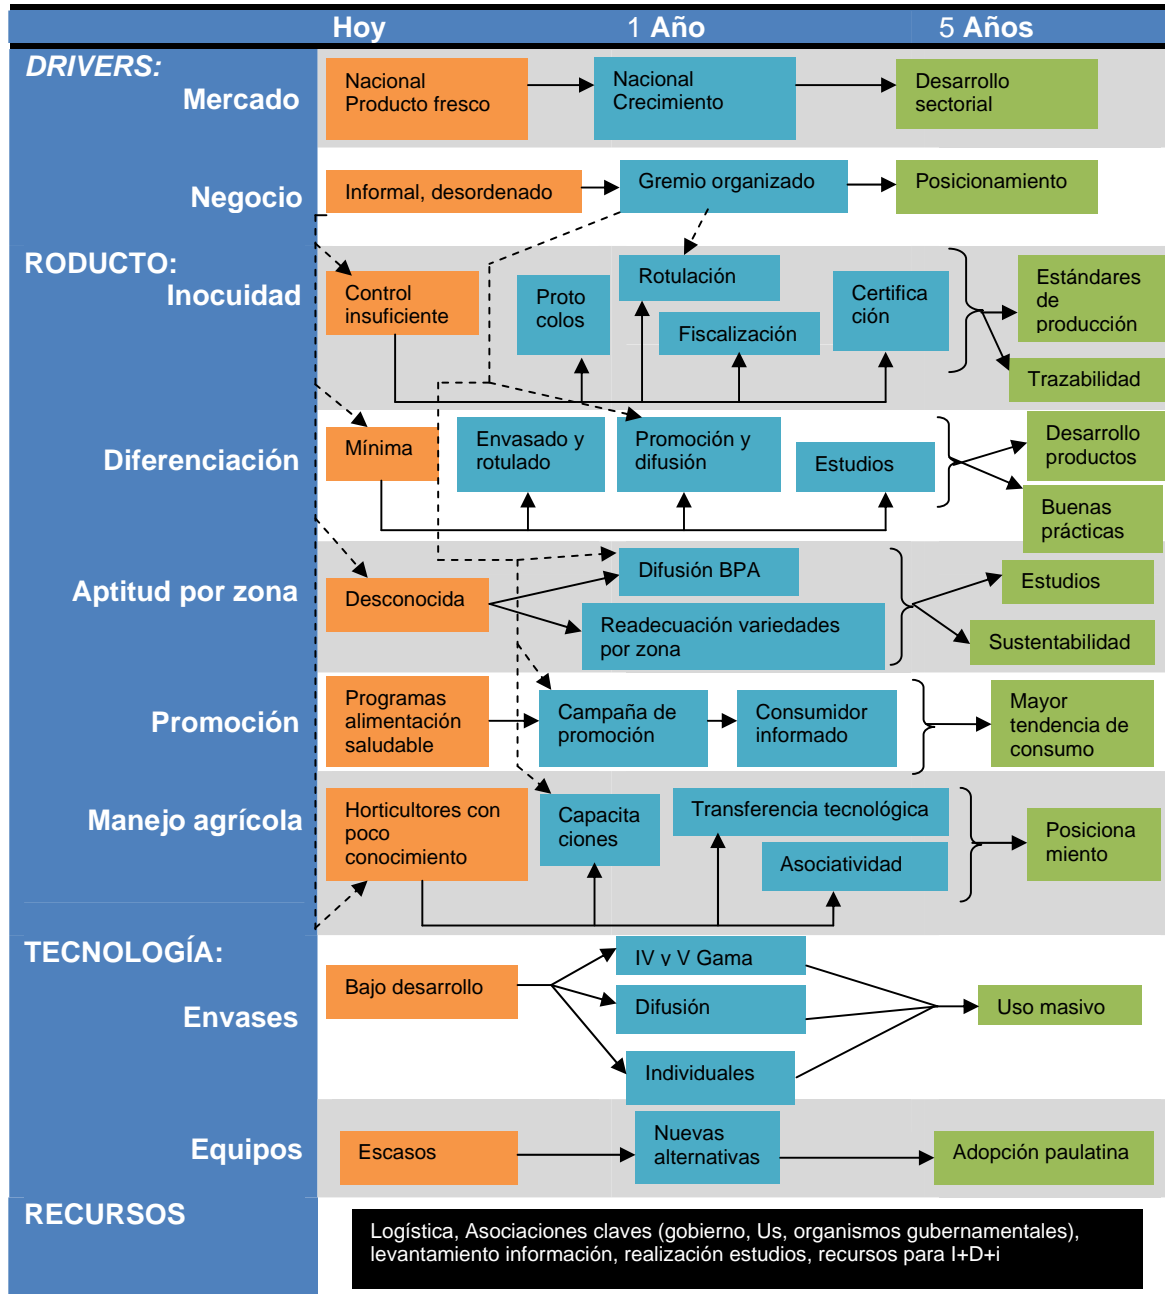 Hoy
1 Año
5 Años
DRIVERS:
Mercado
Nacional
Producto fresco
Nacional
Crecimiento
Desarrollo
sectorial
Negocio
Informal, desordenado
Gremio organizado
Posicionamiento
RODUCTO:
Inocuidad
Control
insuficiente
Proto
colos
Rotulación
Fiscalización
Certifica
ción
Estándares
de
producción
Trazabilidad
Diferenciación
Mínima
Envasado y
rotulado
Promoción y
difusión
Estudios
Desarrollo
productos
Buenas
prácticas
Aptitud por zona
Desconocida
Difusión BPA
Readecuación variedades
por zona
Estudios
Sustentabilidad
Promoción
Programas
alimentación
saludable
Campaña de
promoción
Consumidor
informado
Mayor
tendencia de
consumo
Manejo agrícola
Horticultores con
poco
conocimiento
Capacita
ciones
Transferencia tecnológica
Asociatividad
Posiciona
miento
TECNOLOGÍA:
Envases
Bajo desarrollo
IV y V Gama
Difusión
Individuales
Uso masivo
Equipos
Escasos
Nuevas
alternativas
Adopción paulatina
RECURSOS
Logística, Asociaciones claves (gobierno, Us, organismos gubernamentales),
levantamiento información, realización estudios, recursos para I+D+i